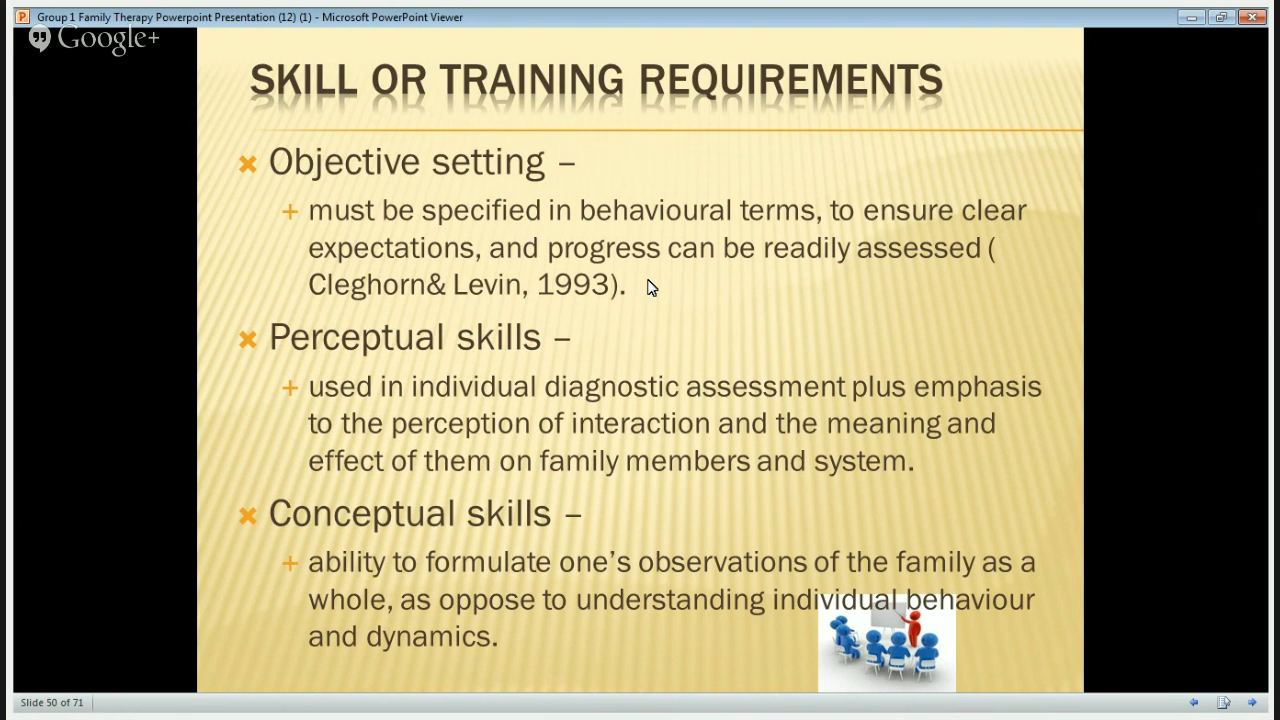 Group 1 Family Therapy Powerpoint Presentation (12) (1) - Microsoft PowerPoint Viewer
Google+
SKILL OR TRAINING REQUIREMENTS
Objective setting –
must be specified in behavioural terms, to ensure clear
expectations, and progress can be readily assessed (
Cleghorn& Levin, 1993).
Perceptual skills –
used in individual diagnostic assessment plus emphasis
to the perception of interaction and the meaning and
effect of them on family members and system.
Conceptual skills –
ability to formulate one’s observations of the family as a
whole, as oppose to understanding individual behaviour
and dynamics.
Slide 50 of 71